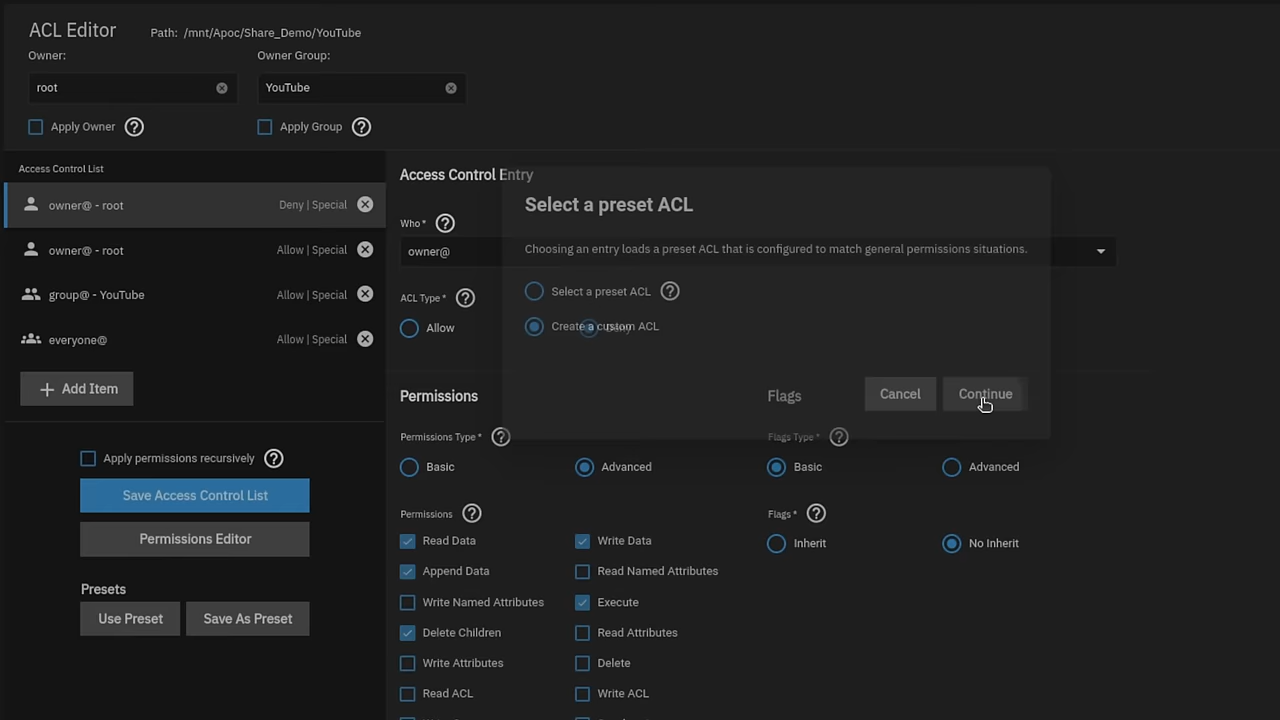 ACL Editor Path: /mnt/Apoc/Share_Demo/YouTube
Owner: Owner Group:
root YouTube
Apply Owner Apply Group
Access Control List
owner@ - root Deny | Special
owner@ - root Allow | Special
group@ - YouTube Allow | Special
everyone@ Allow | Special
Add Item
Apply permissions recursively
Save Access Control List
Permissions Editor
Presets
Use Preset Save As Preset
Access Control Entry
Who *
owner@
ACL Type *
Allow Deny
Select a preset ACL
Choosing an entry loads a preset ACL that is configured to match general permissions situations.
Select a preset ACL
Create a custom ACL
Cancel Continue
Permissions Flags
Permissions Type * Flags Type *
Basic Advanced Basic Advanced
Permissions Flags *
Read Data Write Data Inherit No Inherit
Append Data Read Named Attributes
Write Named Attributes Execute
Delete Children Read Attributes
Write Attributes Delete
Read ACL Write ACL